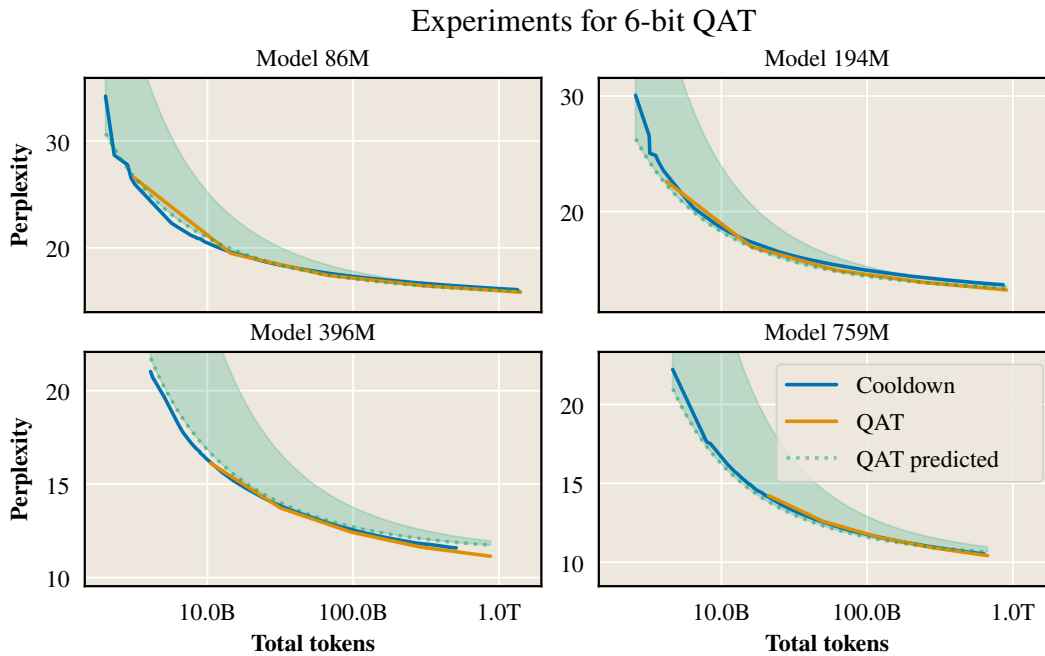 Experiments for 6-bit QAT
Model 86M
Model 194M
Perplexity
30
20
30
20
Model 396M
Model 759M
Perplexity
20
15
10
20
15
10
Cooldown
QAT
QAT predicted
10.0B
100.0B
1.0T
10.0B
100.0B
1.0T
Total tokens
Total tokens